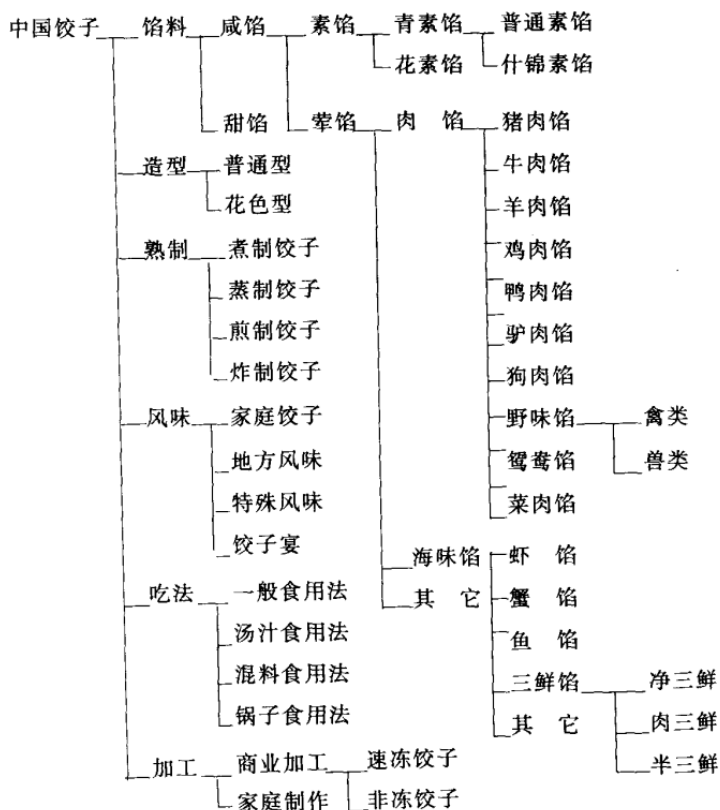 中国饺子 馅料 咸馅 素馅 青素馅 普通素馅
花素馅 什锦素馅
甜馅 荤馅 肉 馅 猪肉馅
造型 普通型 牛肉馅
花色型 羊肉馅
熟制 煮制饺子 鸡肉馅
蒸制饺子 鸭肉馅
煎制饺子 驴肉馅
炸制饺子 狗肉馅
风味 家庭饺子 野味馅 禽类
地方风味 鸳鸯馅 兽类
特殊风味 菜肉馅
饺子宴 海味馅 虾 馅
吃法 一般食用法 其 它 蟹 馅
汤汁食用法 鱼 馅
混料食用法 三鲜馅 净三鲜
锅子食用法 其 它 肉三鲜
加工 商业加工 速冻饺子 半三鲜
家庭制作 非冻饺子